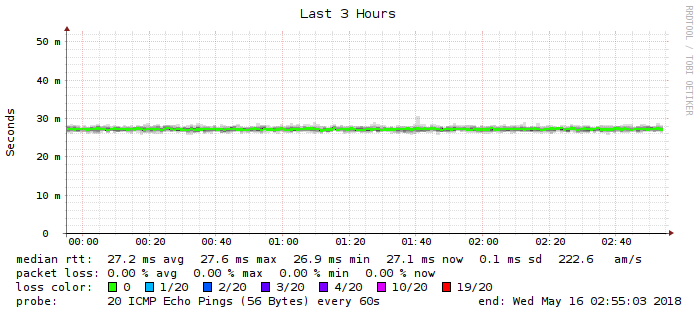 Last 3 Hours
RRDTOOL / TOBI OETIKER
Seconds
50 m
40 m
30 m
20 m
10 m
0
00:00 00:20 00:40 01:00 01:20 01:40 02:00 02:20 02:40
median rtt: 27.2 ms avg 27.6 ms max 26.9 ms min 27.1 ms now 0.1 ms sd 222.6 am/s
packet loss: 0.00 % avg 0.00 % max 0.00 % min 0.00 % now
loss color: 0 1/20 2/20 3/20 4/20 10/20 19/20
probe: 20 ICMP Echo Pings (56 Bytes) every 60s end: Wed May 16 02:55:03 2018